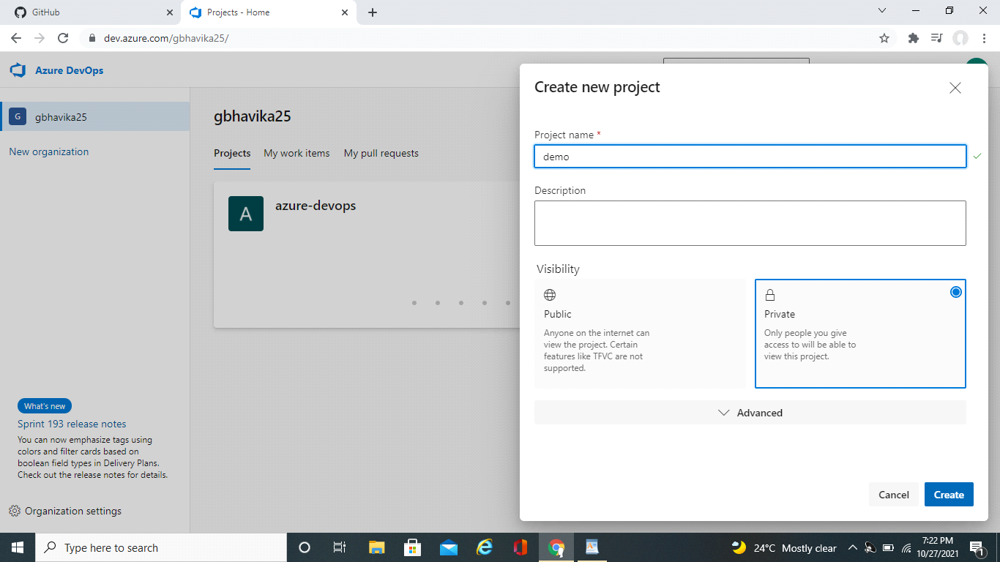 GitHub
Projects - Home
dev.azure.com/gbhavika25/
Azure DevOps
G
gbhavika25
New organization
gbhavika25
Projects
My work items
My pull requests
A
azure-devops
What's new
Sprint 193 release notes
You can now emphasize tags using
colors and filter cards based on
boolean field types in Delivery Plans.
Check out the release notes for details.
Organization settings
Create new project
Project name *
demo
Description
Visibility
Public
Anyone on the internet can
view the project. Certain
features like TFVC are not
supported.
Private
Only people you give
access to will be able to
view this project.
Advanced
Cancel
Create
Type here to search
24°C Mostly clear
7:22 PM
10/27/2021
1